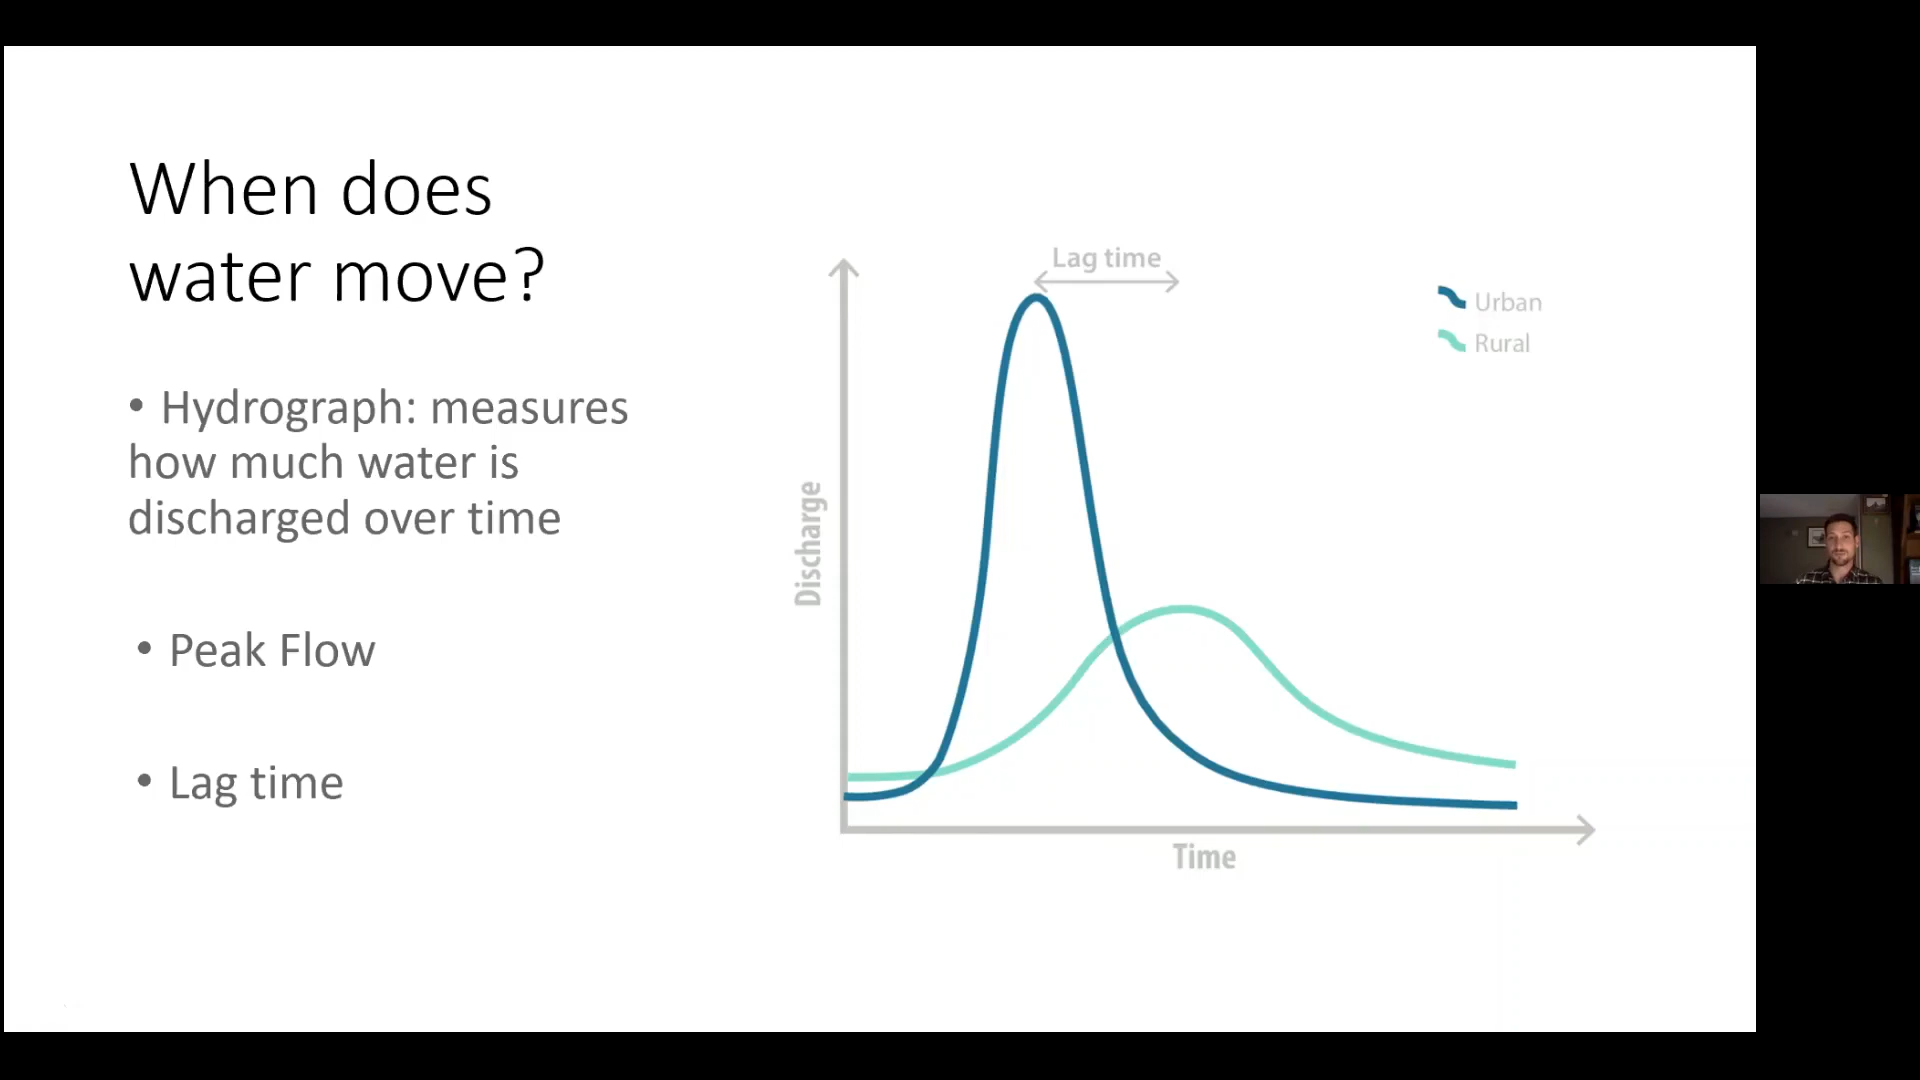 When does
water move?
• Hydrograph: measures
how much water is
discharged over time
• Peak Flow
• Lag time
Lag time
Urban
Rural
Discharge
Time